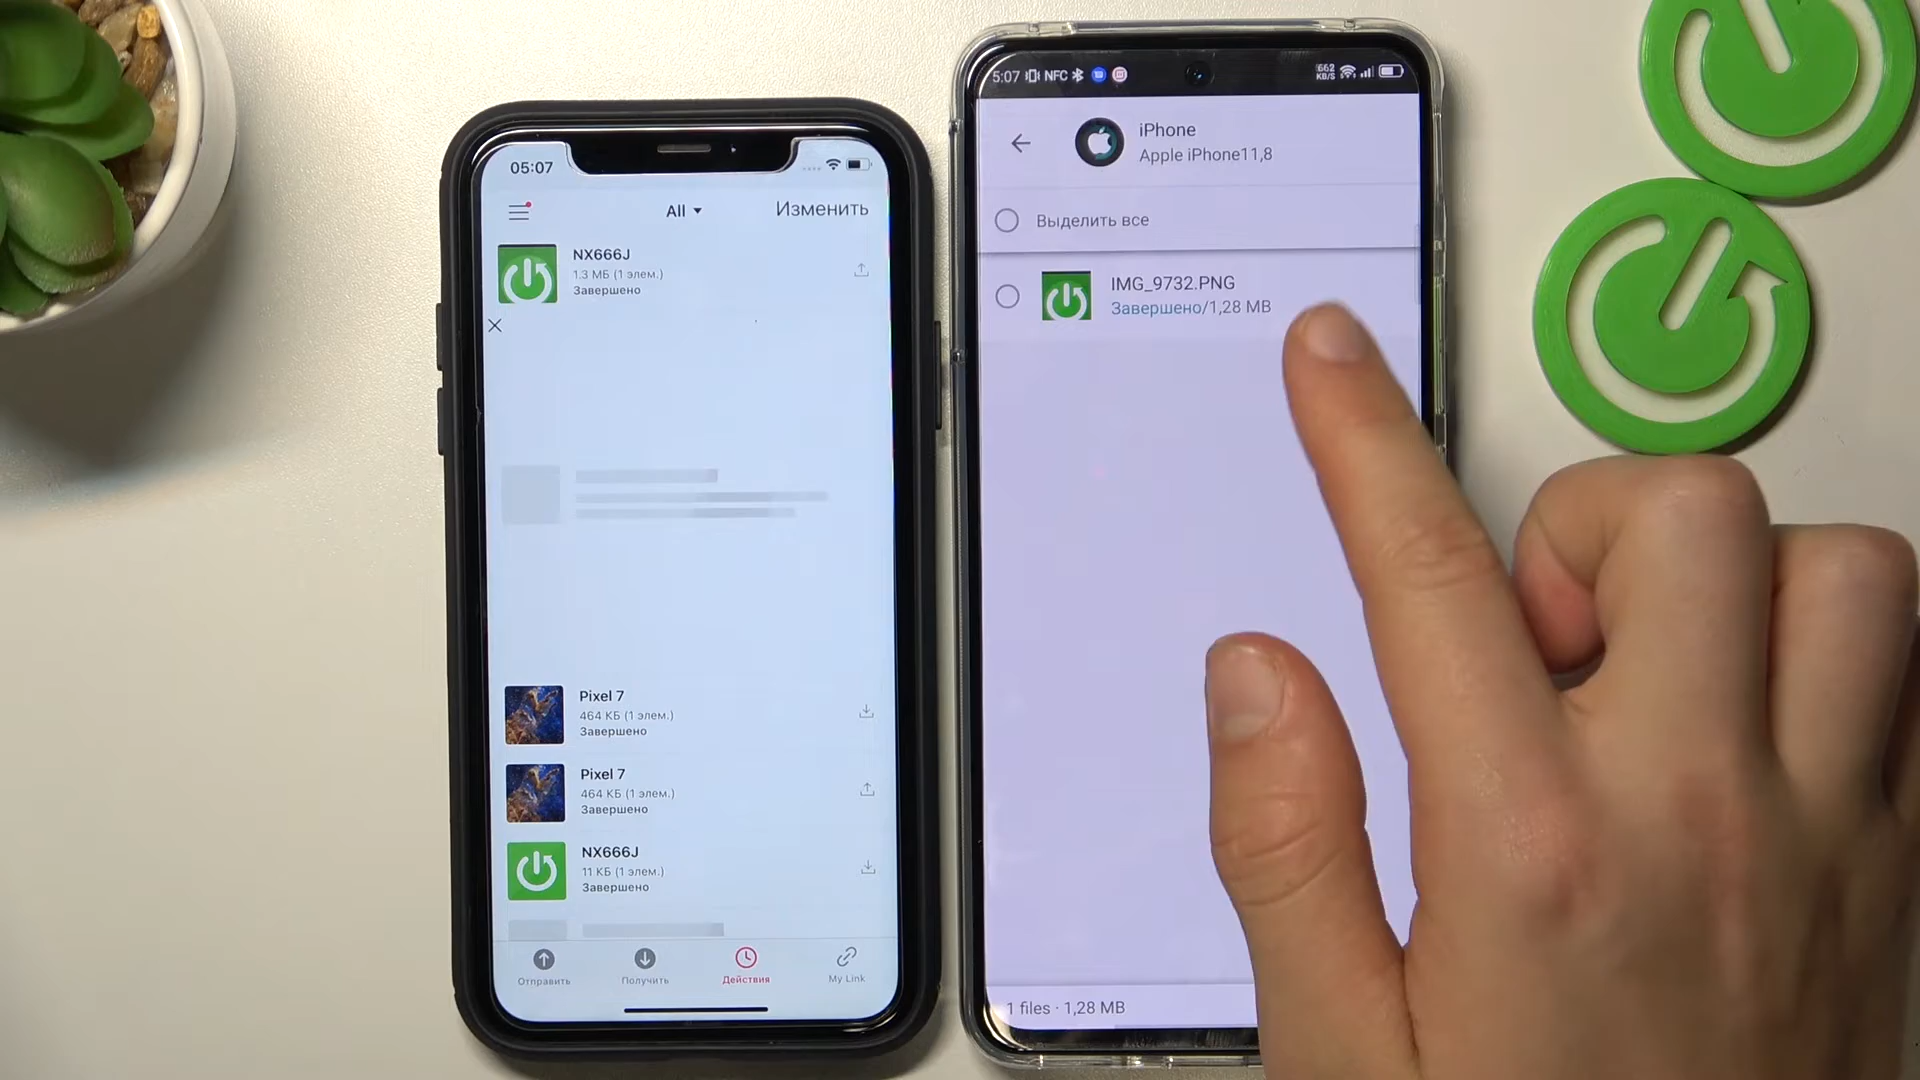 05:07
All
Изменить
NX666J
1.3 МБ (1 элем.)
Завершено
Pixel 7
464 КБ (1 элем.)
Завершено
Pixel 7
464 КБ (1 элем.)
Завершено
NX666J
11 КБ (1 элем.)
Завершено
Отправить
Получить
Действия
My Link
5:07 NFC
662 KB/S
iPhone
Apple iPhone11,8
Выделить все
IMG_9732.PNG
Завершено/1,28 MB
1 files · 1,28 MB